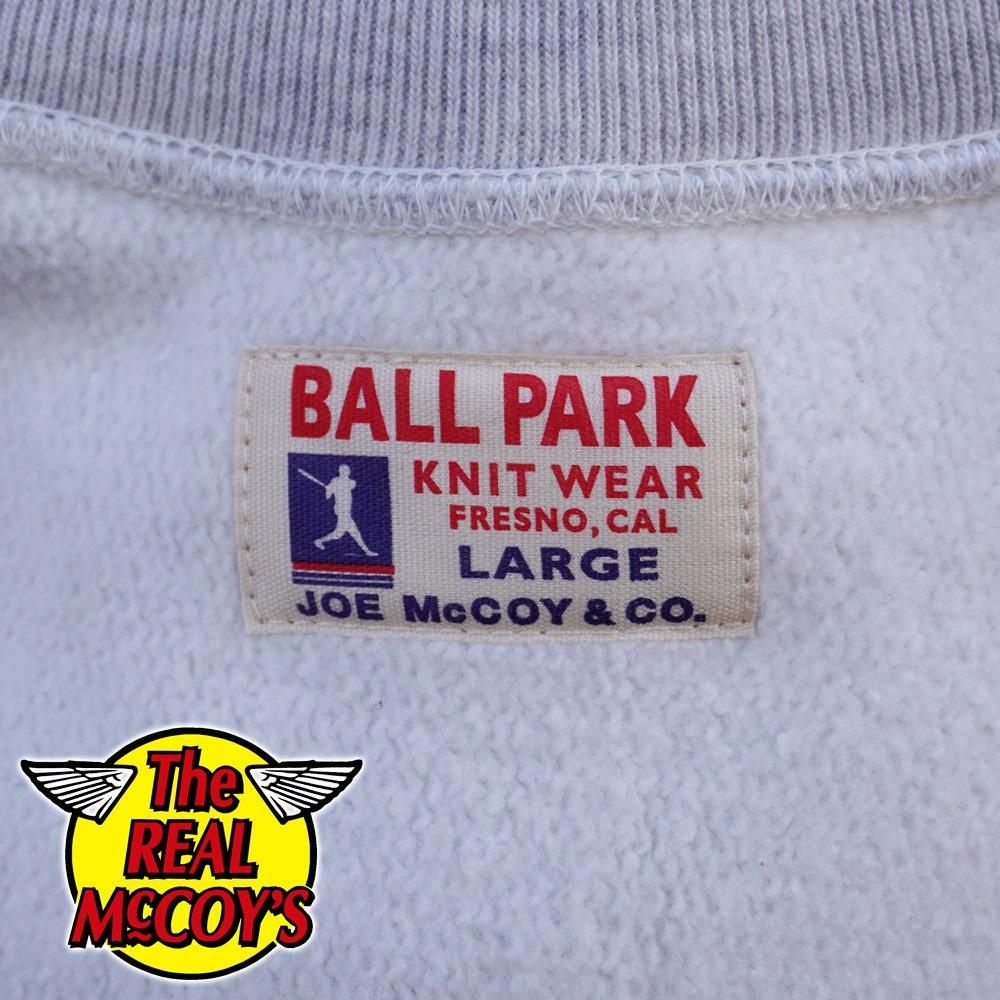 BALL PARK
KNIT WEAR
FRESNO, CAL
LARGE
JOE McCOY & CO.
The
REAL
McCOY'S